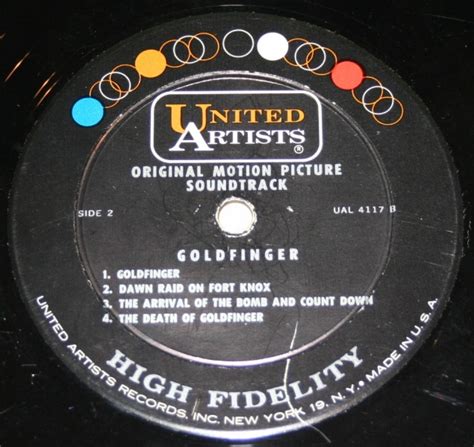 UNITED
ARTISTS
®
ORIGINAL MOTION PICTURE
SOUNDTRACK
SIDE 2
UAL 4117 B
GOLDFINGER
1. GOLDFINGER
2. DAWN RAID ON FORT KNOX
3. THE ARRIVAL OF THE BOMB AND COUNT DOWN
4. THE DEATH OF GOLDFINGER
HIGH FIDELITY
UNITED ARTISTS RECORDS, INC. NEW YORK 19, N.Y. • MADE IN U.S.A.